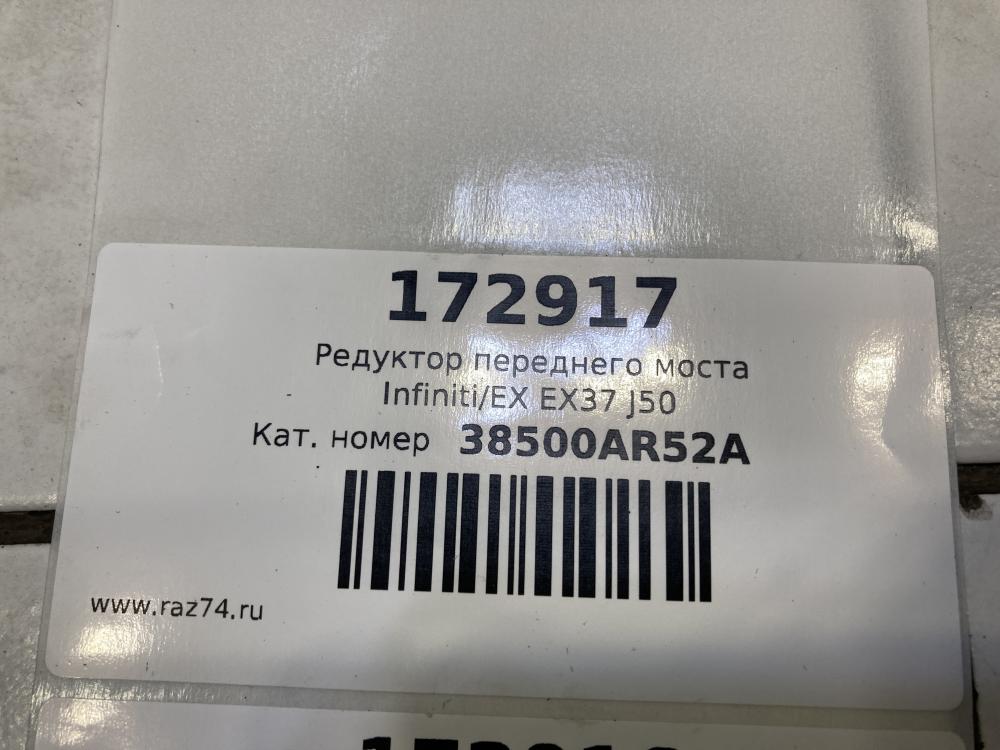 172917
Редуктор переднего моста
Infiniti/EX EX37 J50
Кат. номер 38500AR52A
www.raz74.ru